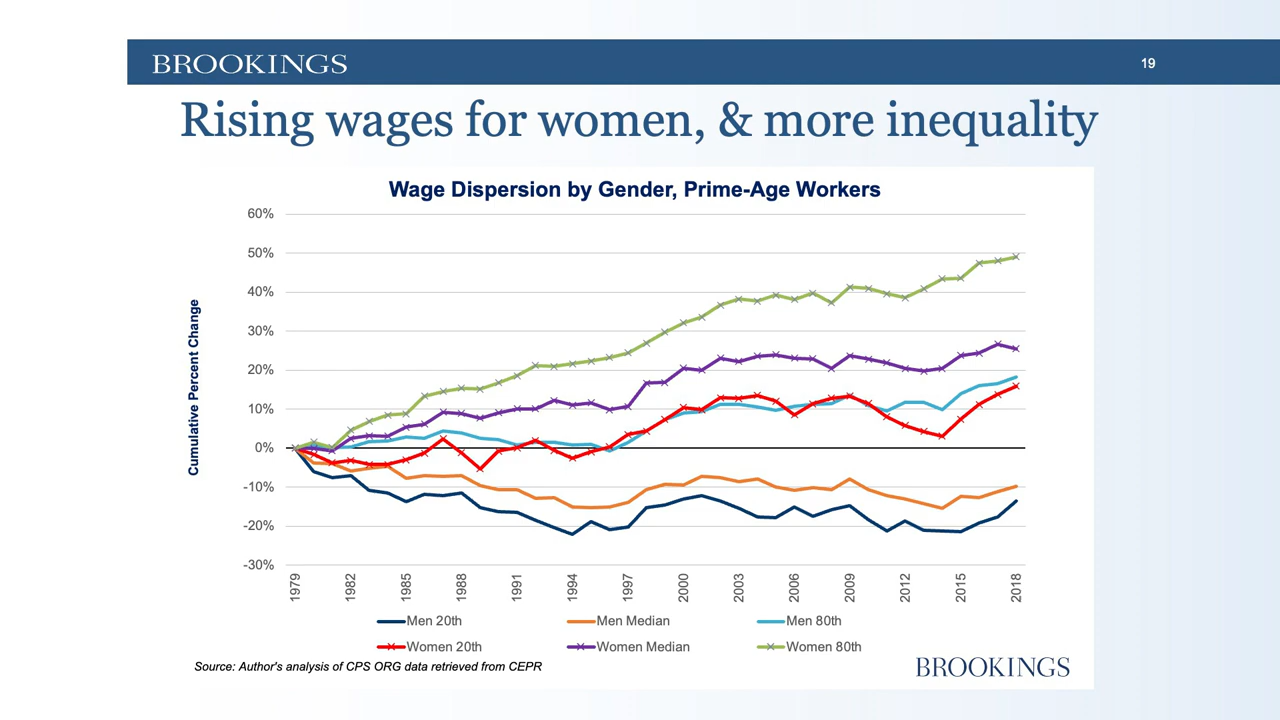 BROOKINGS
19
Rising wages for women, & more inequality
Wage Dispersion by Gender, Prime-Age Workers
Cumulative Percent Change
60%
50%
40%
30%
20%
10%
0%
-10%
-20%
-30%
1979 1982 1985 1988 1991 1994 1997 2000 2003 2006 2009 2012 2015 2018
Men 20th Men Median Men 80th
Women 20th Women Median Women 80th
Source: Author's analysis of CPS ORG data retrieved from CEPR
BROOKINGS